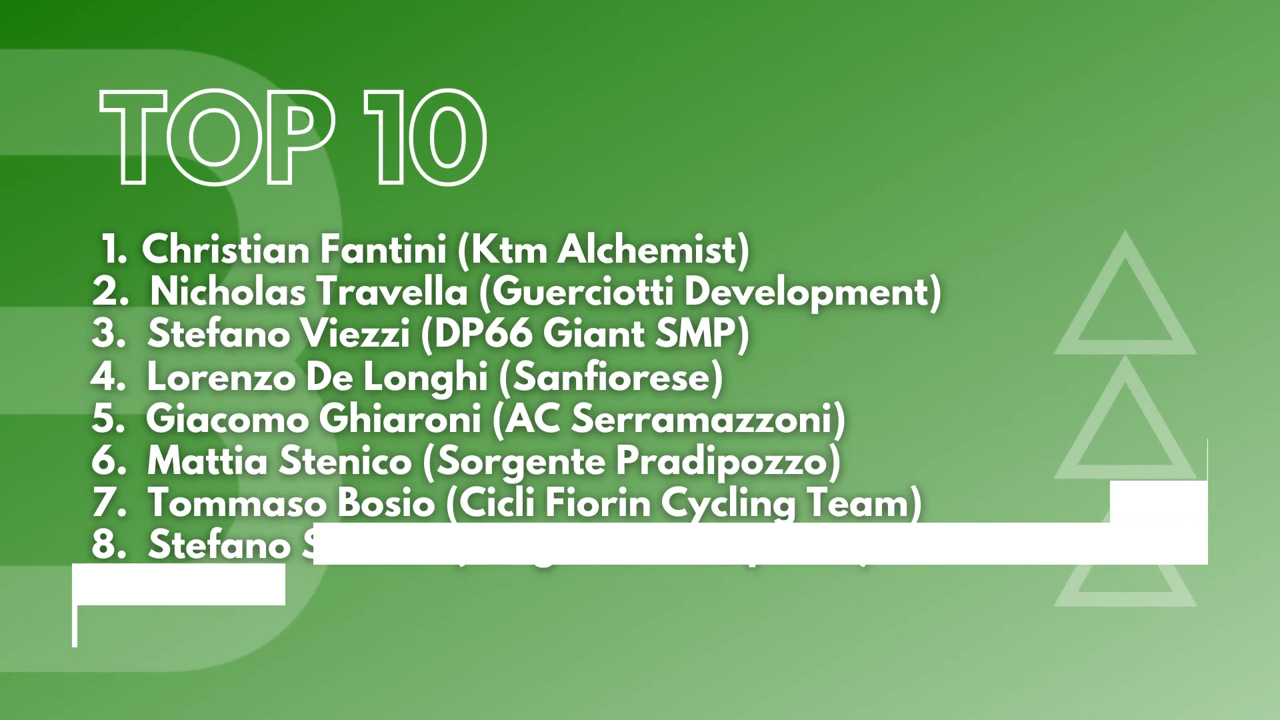 TOP 10
1. Christian Fantini (Ktm Alchemist)
2. Nicholas Travella (Guerciotti Development)
3. Stefano Viezzi (DP66 Giant SMP)
4. Lorenzo De Longhi (Sanfiorese)
5. Giacomo Ghiaroni (AC Serramazzoni)
6. Mattia Stenico (Sorgente Pradipozzo)
7. Tommaso Bosio (Cicli Fiorin Cycling Team)
8. Stefano